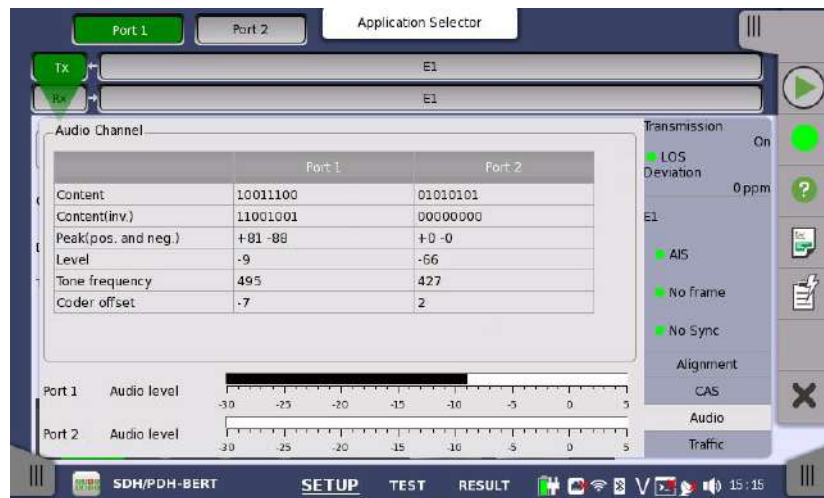 Port 1 Port 2 Application Selector
Tx E1
Rx E1
Audio Channel
Port 1 Port 2
Content 10011100 01010101
Content(inv.) 11001001 00000000
Peak(pos. and neg.) +81 -88 +0 -0
Level -9 -66
Tone frequency 495 427
Coder offset -7 2
Transmission
On
LOS
Deviation
0 ppm
E1
AIS
No frame
No Sync
Alignment
CAS
Audio
Traffic
Port 1 Audio level
-30 -25 -20 -15 -10 -5 0 5
Port 2 Audio level
-30 -25 -20 -15 -10 -5 0 5
SDH/PDH-BERT SETUP TEST RESULT 15:15